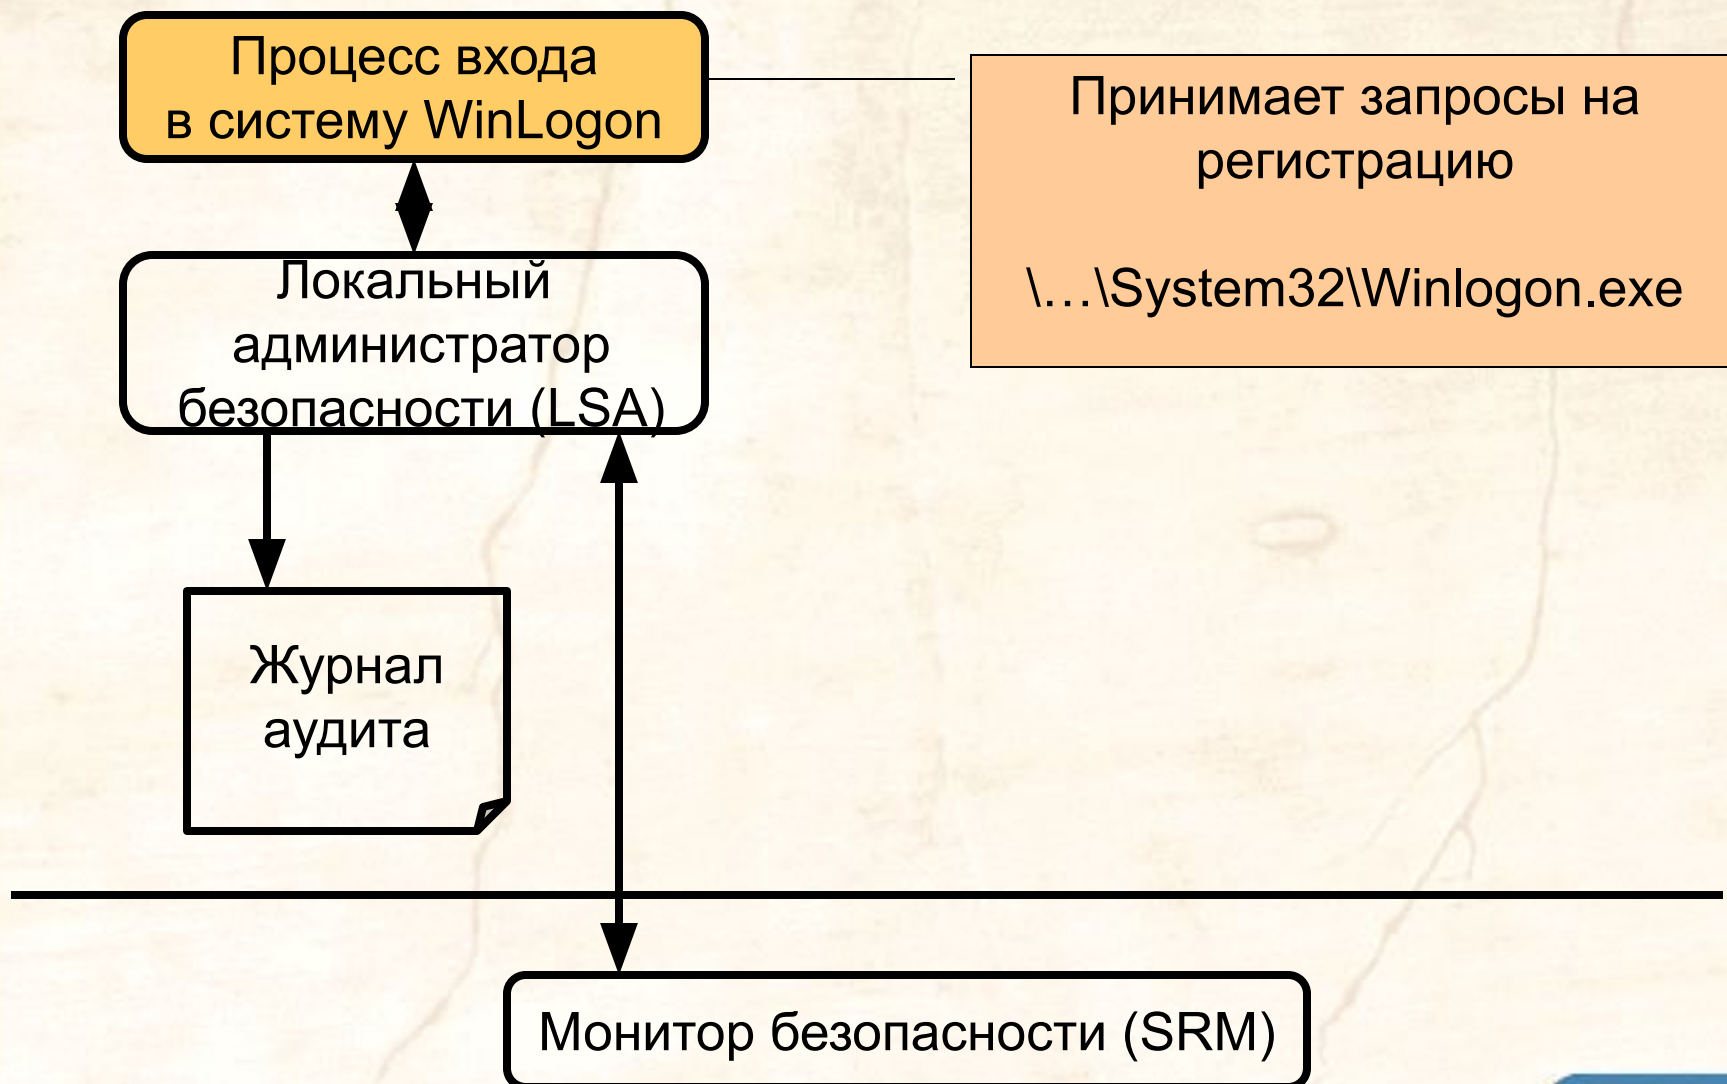 Процесс входа
в систему WinLogon
Принимает запросы на
регистрацию
\…\System32\Winlogon.exe
Локальный
администратор
безопасности (LSA)
Журнал
аудита
Монитор безопасности (SRM)